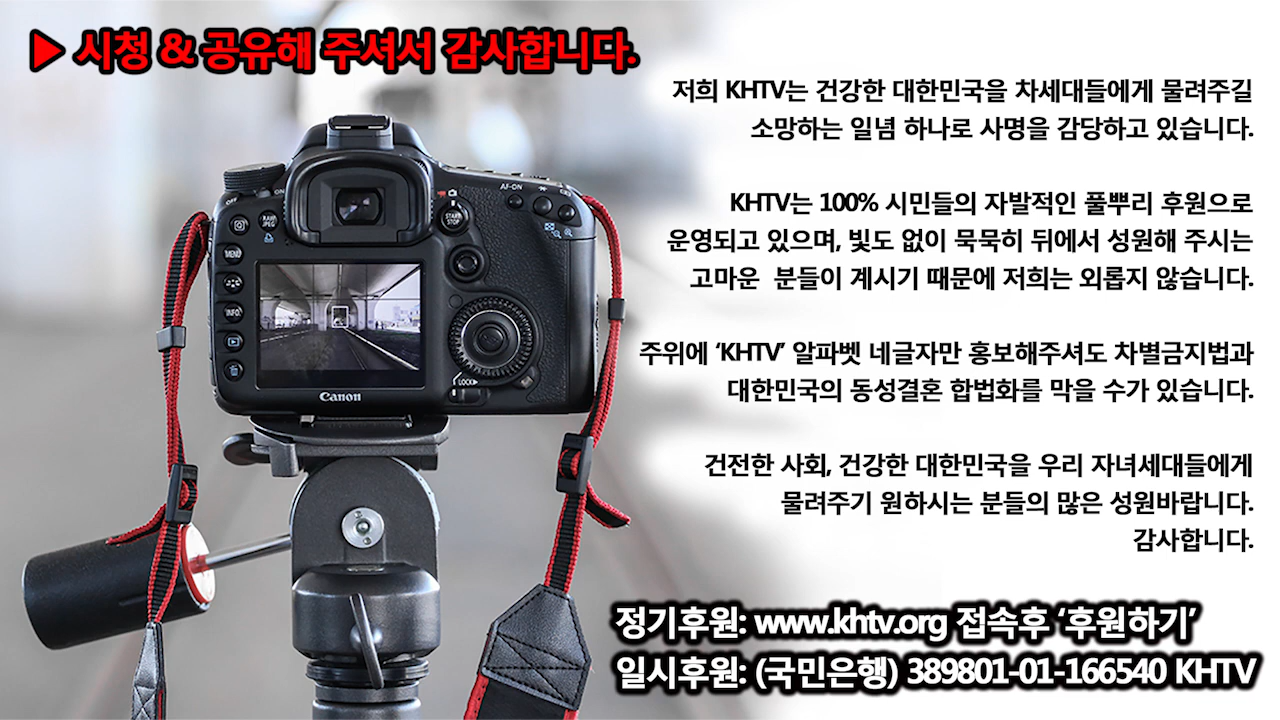 ▶ 시청 & 공유해 주셔서 감사합니다.
저희 KHTV는 건강한 대한민국을 차세대들에게 물려주길
소망하는 일념 하나로 사명을 감당하고 있습니다.
KHTV는 100% 시민들의 자발적인 풀뿌리 후원으로
운영되고 있으며, 빛도 없이 묵묵히 뒤에서 성원해 주시는
고마운 분들이 계시기 때문에 저희는 외롭지 않습니다.
주위에 ‘KHTV’ 알파벳 네글자만 홍보해주셔도 차별금지법과
대한민국의 동성결혼 합법화를 막을 수가 있습니다.
건전한 사회, 건강한 대한민국을 우리 자녀세대들에게
물려주기 원하시는 분들의 많은 성원바랍니다.
감사합니다.
정기후원: www.khtv.org 접속후 ‘후원하기’
일시후원: (국민은행) 389801-01-166540 KHTV
OFF
ON
AF-ON
RAW
JPEG
START
STOP
MENU
INFO.
LOCK▶
Canon